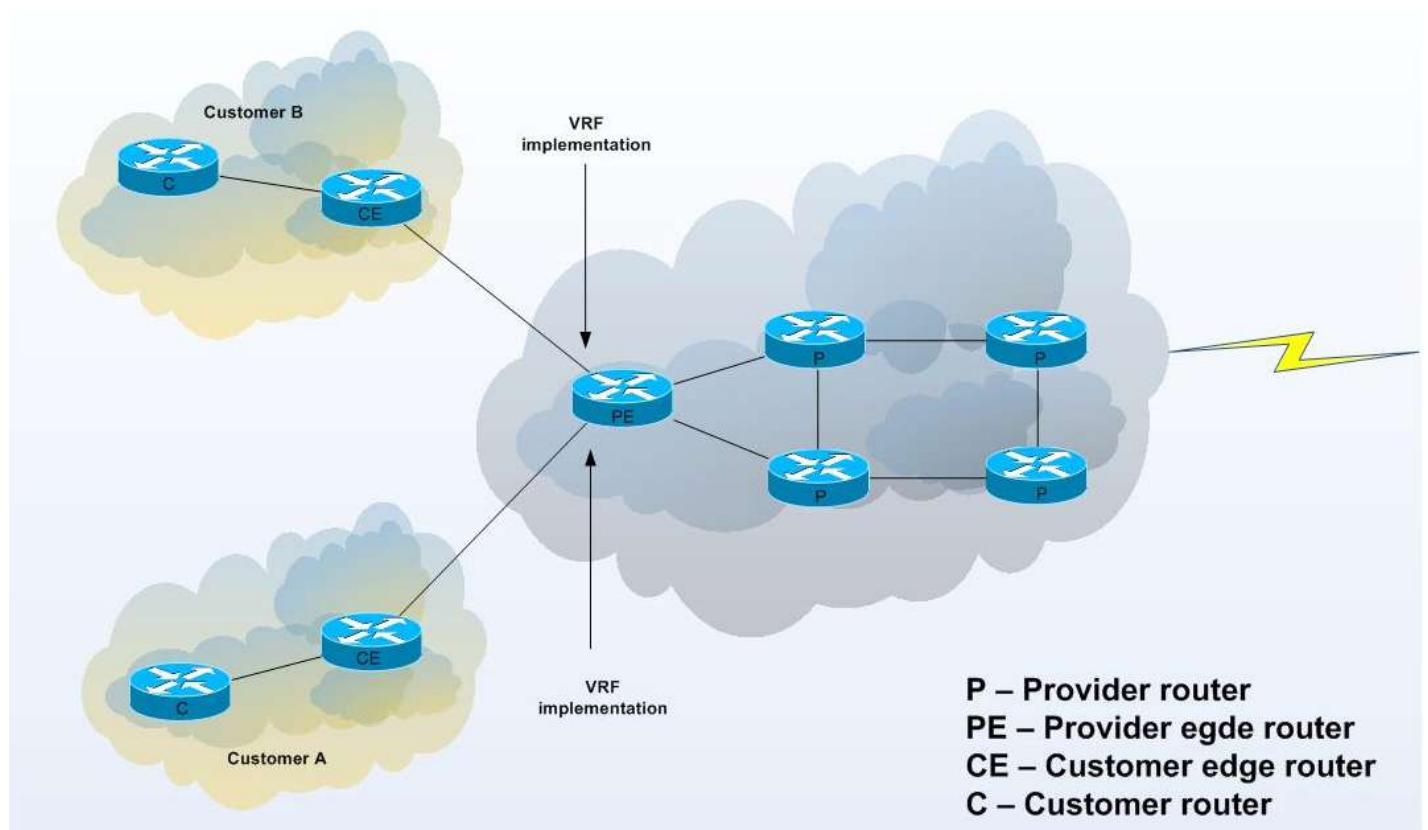 Customer B
C
CE
VRF
implementation
PE
P
P
P
P
VRF
implementation
CE
C
Customer A
P – Provider router
PE – Provider egde router
CE – Customer edge router
C – Customer router